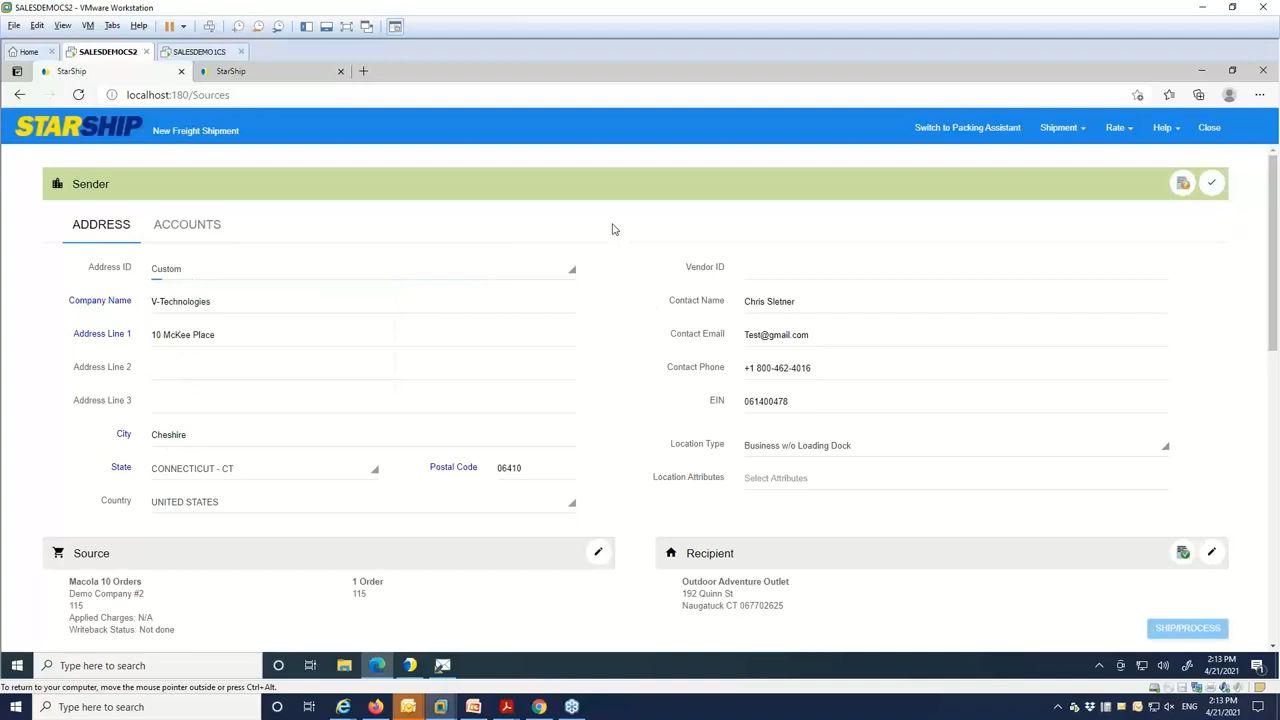 SALESDEMOCS2 - VMware Workstation
File Edit View VM Tabs Help
Home SALESDEMOCS2 SALESDEMO1CS
StarShip StarShip
localhost:180/Sources
STARSHIP New Freight Shipment Switch to Packing Assistant Shipment Rate Help Close
Sender
ADDRESS ACCOUNTS
Address ID Custom Vendor ID
Company Name V-Technologies Contact Name Chris Sletner
Address Line 1 10 McKee Place Contact Email Test@gmail.com
Address Line 2 Contact Phone +1 800-462-4016
Address Line 3 EIN 061400478
City Cheshire Location Type Business w/o Loading Dock
State CONNECTICUT - CT Postal Code 06410 Location Attributes Select Attributes
Country UNITED STATES
Source Recipient
Macola 10 Orders 1 Order Outdoor Adventure Outlet
Demo Company #2 115 192 Quinn St
115 Naugatuck CT 067702625
Applied Charges: N/A
Writeback Status: Not done SHIP/PROCESS
Type here to search 2:13 PM
4/21/2021
To return to your computer, move the mouse pointer outside or press Ctrl+Alt.
Type here to search ENG 2:13 PM
4/21/2021